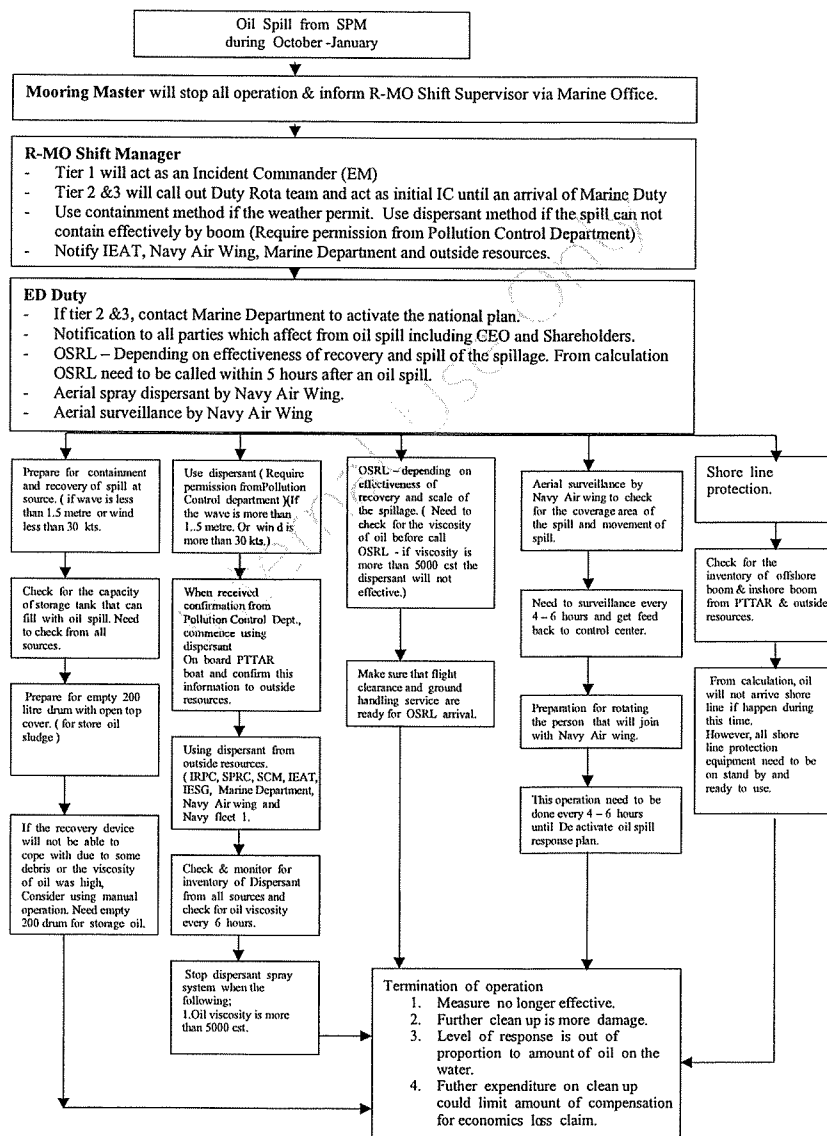 Oil Spill from SPM
during October -January
Mooring Master will stop all operation & inform R-MO Shift Supervisor via Marine Office.
R-MO Shift Manager
- Tier 1 will act as an Incident Commander (EM)
- Tier 2 &3 will call out Duty Rota team and act as initial IC until an arrival of Marine Duty
- Use containment method if the weather permit. Use dispersant method if the spill can not
contain effectively by boom (Require permission from Pollution Control Department)
- Notify IEAT, Navy Air Wing, Marine Department and outside resources.
ED Duty
- If tier 2 &3, contact Marine Department to activate the national plan.
- Notification to all parties which affect from oil spill including CEO and Shareholders.
- OSRL – Depending on effectiveness of recovery and spill of the spillage. From calculation
OSRL need to be called within 5 hours after an oil spill.
- Aerial spray dispersant by Navy Air Wing.
- Aerial surveillance by Navy Air Wing
Prepare for containment
and recovery of spill at
source. ( if wave is less
than 1.5 metre or wind
less than 30 kts.
Check for the capacity
of storage tank that can
fill with oil spill. Need
to check from all
sources.
Prepare for empty 200
litre drum with open top
cover. ( for store oil
sludge )
If the recovery device
will not be able to
cope with due to some
debris or the viscosity
of oil was high,
Consider using manual
operation. Need empty
200 drum for storage oil.
Use dispersant ( Require
permission fromPollution
Control department )(If
the wave is more than
1..5 metre. Or win d is
more than 30 kts.)
When received
confirmation from
Pollution Control Dept.,
commence using
dispersant
On board PTTAR
boat and confirm this
information to outside
resources.
Using dispersant from
outside resources.
( IRPC, SPRC, SCM, IEAT,
IESG, Marine Department,
Navy Air wing and
Navy fleet 1.
Check & monitor for
inventory of Dispersant
from all sources and
check for oil viscosity
every 6 hours.
Stop dispersant spray
system when the
following;
1.Oil viscosity is more
than 5000 cst.
OSRL – depending on
effectiveness of
recovery and scale of
the spillage. ( Need to
check for the viscosity
of oil before call
OSRL - if viscosity is
more than 5000 cst the
dispersant will not
effective.)
Make sure that flight
clearance and ground
handling service are
ready for OSRL arrival.
Aerial surveillance by
Navy Air wing to check
for the coverage area of
the spill and movement of
spill.
Need to surveillance every
4 – 6 hours and get feed
back to control center.
Preparation for rotating
the person that will join
with Navy Air wing.
This operation need to be
done every 4 – 6 hours
until De activate oil spill
response plan.
Shore line
protection.
Check for the
inventory of offshore
boom & inshore boom
from PTTAR & outside
resources.
From calculation, oil
will not arrive shore
line if happen during
this time.
However, all shore
line protection
equipment need to be
on stand by and
ready to use.
Termination of operation
1. Measure no longer effective.
2. Further clean up is more damage.
3. Level of response is out of
proportion to amount of oil on the
water.
4. Futher expenditure on clean up
could limit amount of compensation
for economics loss claim.
Internal Use Only